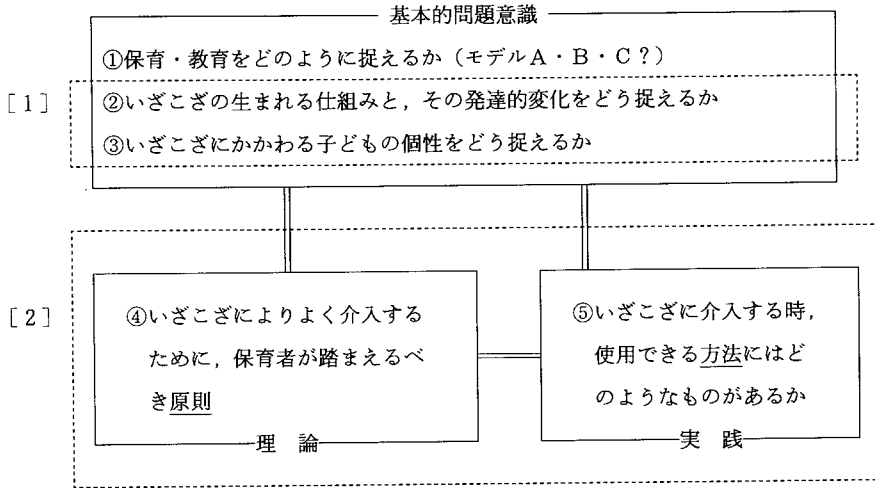 基本的問題意識
①保育・教育をどのように捉えるか（モデルA・B・C？）
[1]
②いざこざの生まれる仕組みと，その発達的変化をどう捉えるか
③いざこざにかかわる子どもの個性をどう捉えるか
[2]
④いざこざによりよく介入する
ために，保育者が踏まえるべ
き原則
理　論
⑤いざこざに介入する時，
使用できる方法にはど
のようなものがあるか
実　践